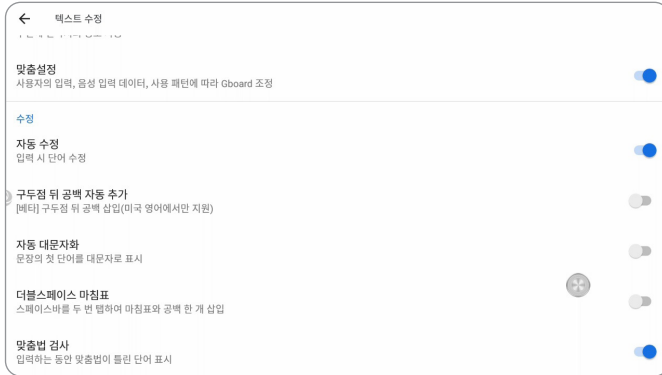 텍스트 수정
맞춤설정
사용자의 입력, 음성 입력 데이터, 사용 패턴에 따라 Gboard 조정
수정
자동 수정
입력 시 단어 수정
구두점 뒤 공백 자동 추가
[베타] 구두점 뒤 공백 삽입(미국 영어에서만 지원)
자동 대문자화
문장의 첫 단어를 대문자로 표시
더블스페이스 마침표
스페이스바를 두 번 탭하여 마침표와 공백 한 개 삽입
맞춤법 검사
입력하는 동안 맞춤법이 틀린 단어 표시